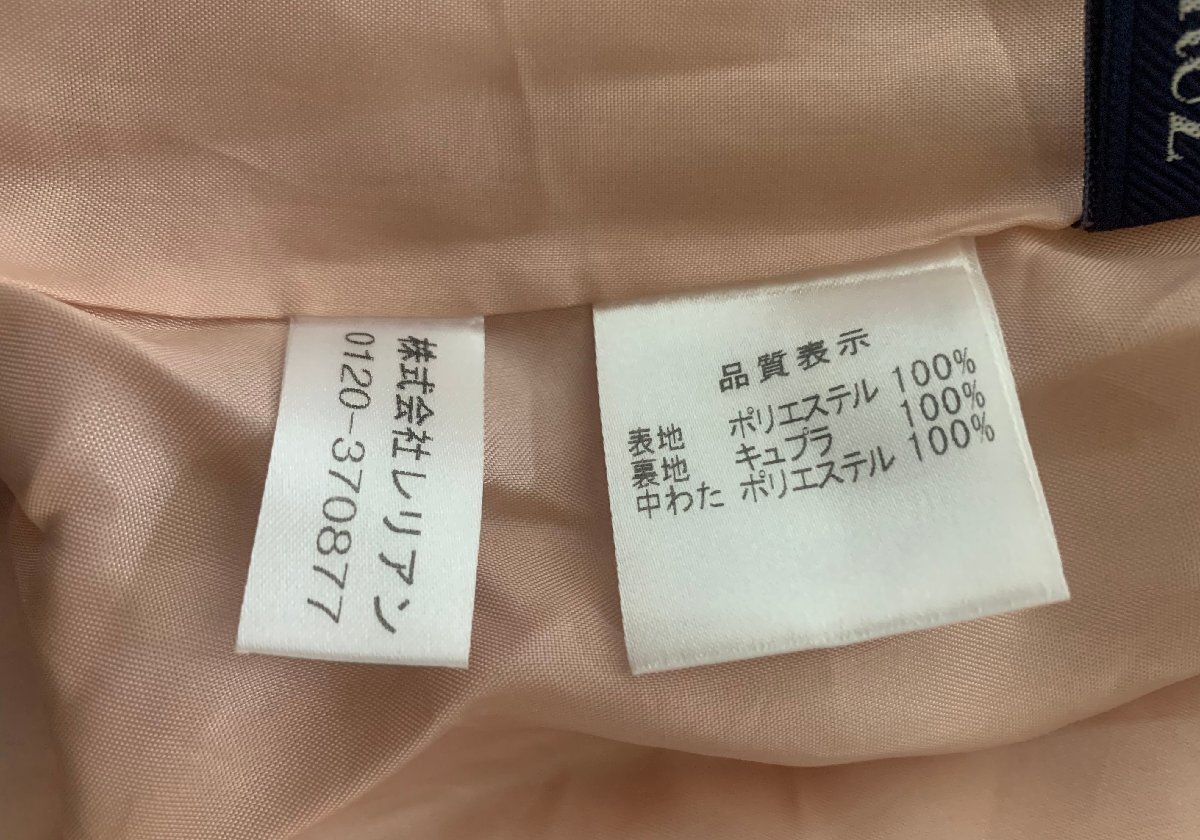 株式会社レリアン
0120-370877
品質表示
表地 ポリエステル 100%
裏地 キュプラ 100%
中わた ポリエステル 100%